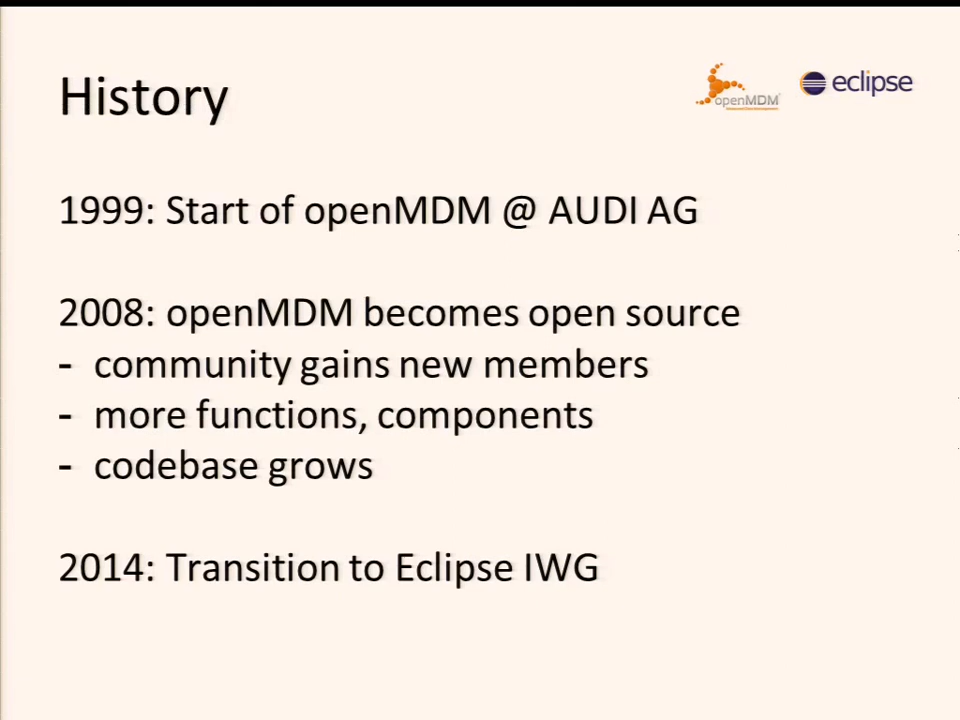 History
openMDM
eclipse
1999: Start of openMDM @ AUDI AG
2008: openMDM becomes open source
- community gains new members
- more functions, components
- codebase grows
2014: Transition to Eclipse IWG